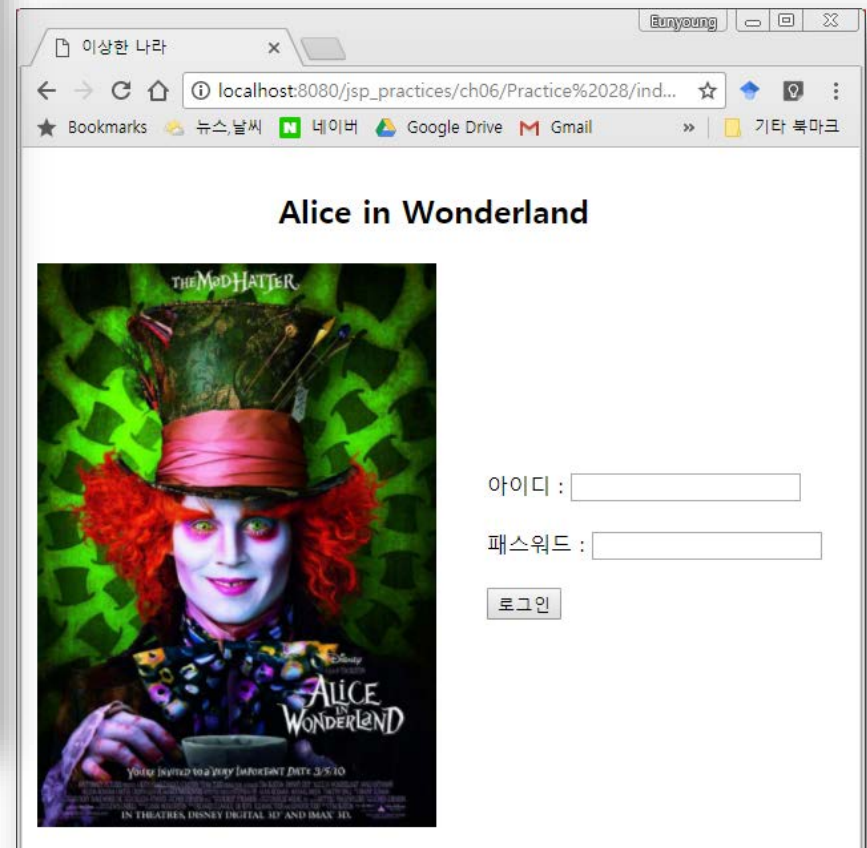 Eunyoung
이상한 나라
localhost:8080/jsp_practices/ch06/Practice%2028/ind...
Bookmarks 뉴스,날씨 네이버 Google Drive Gmail » 기타 북마크
Alice in Wonderland
THE MAD HATTER
아이디 :
패스워드 :
로그인
Disney
ALICE
IN
WONDERLAND
YOU'RE INVITED TO A VERY IMPORTANT DATE 3/5/10
IN THEATRES, DISNEY DIGITAL 3D AND IMAX 3D.